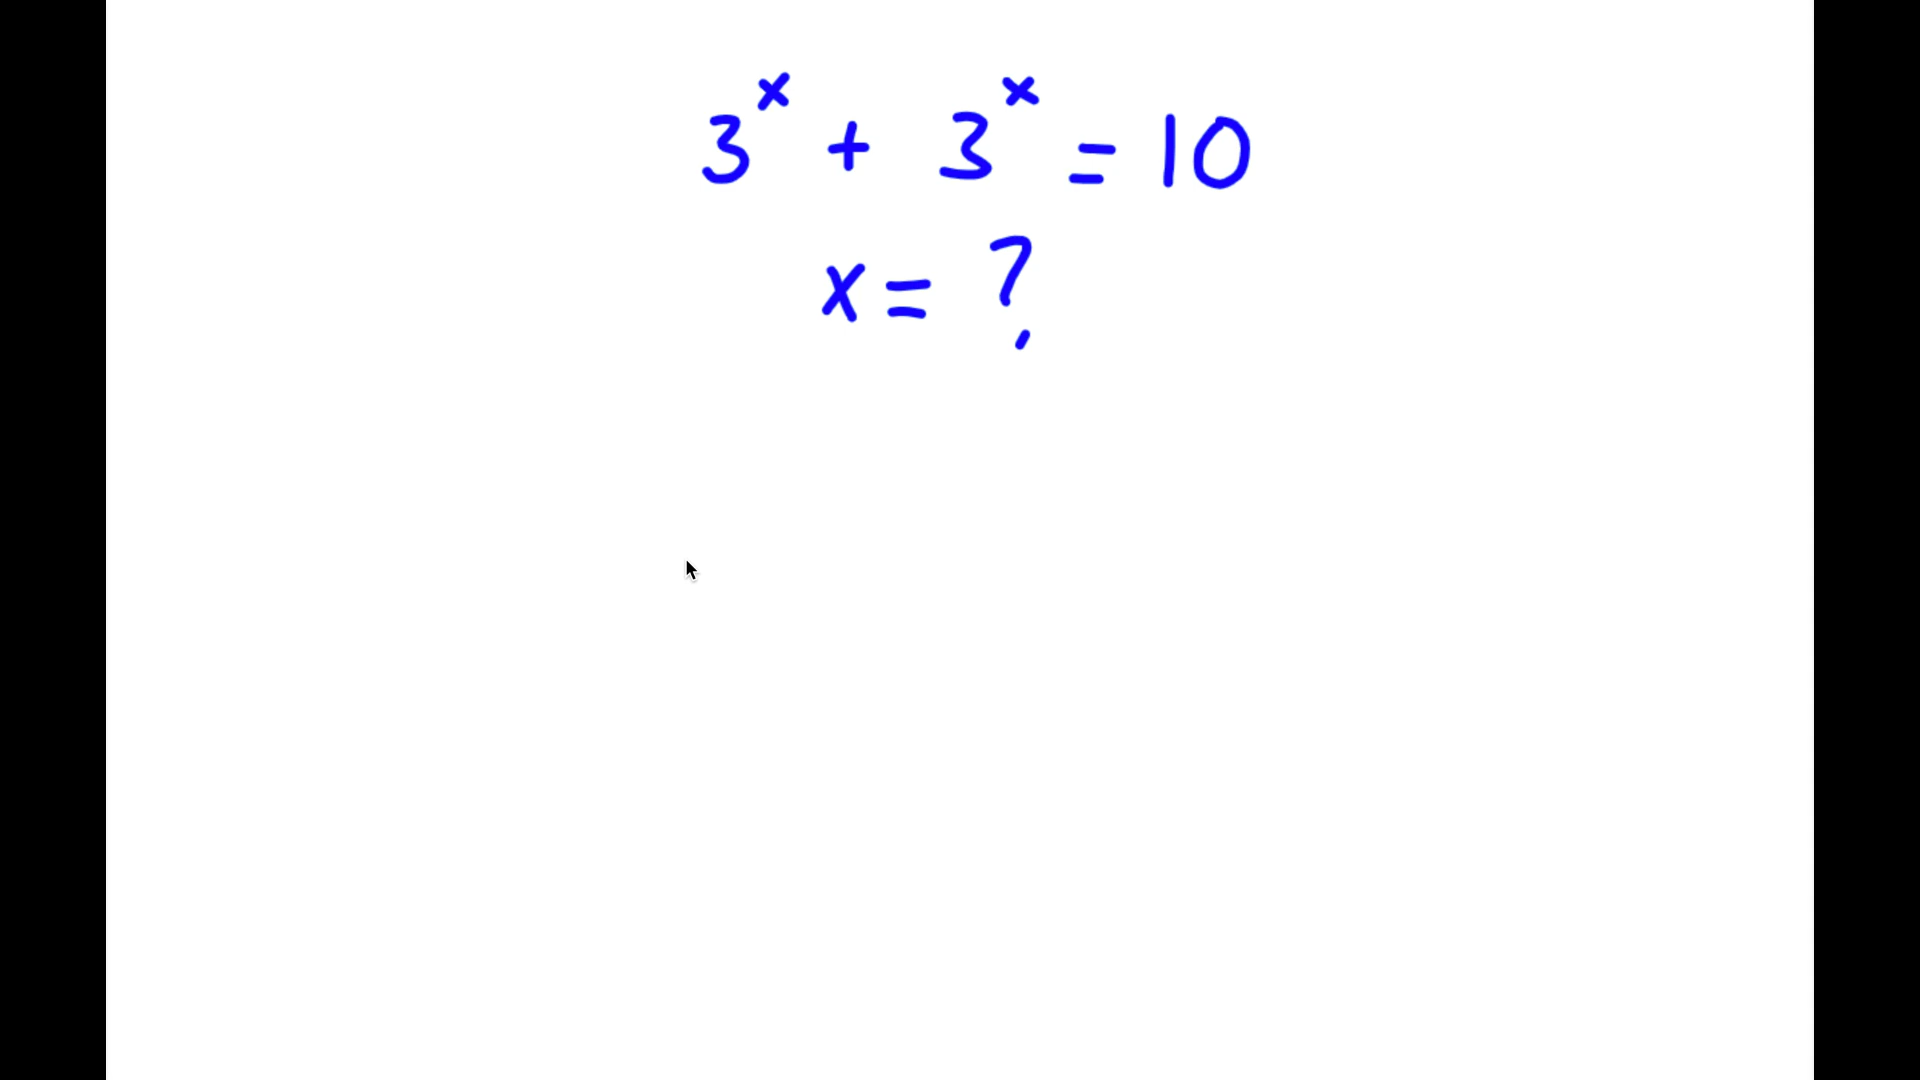 3^x + 3^x = 10
x = ?